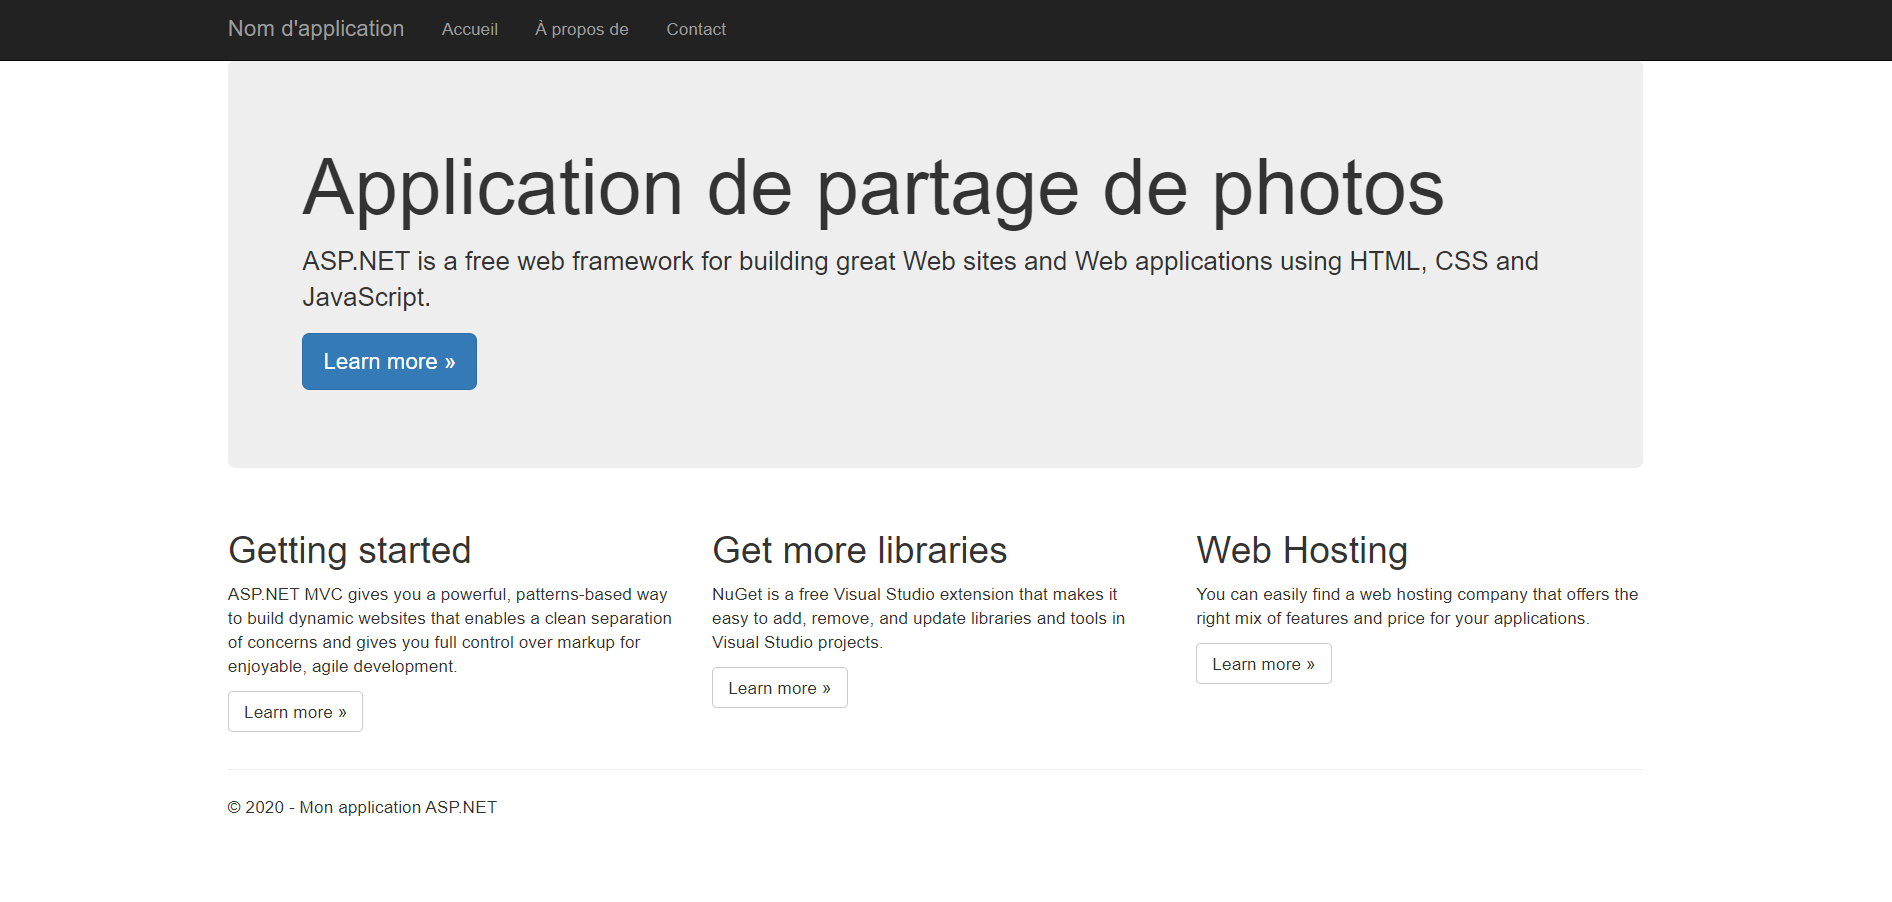 Nom d'application Accueil À propos de Contact
Application de partage de photos
ASP.NET is a free web framework for building great Web sites and Web applications using HTML, CSS and
JavaScript.
Learn more »
Getting started
ASP.NET MVC gives you a powerful, patterns-based way
to build dynamic websites that enables a clean separation
of concerns and gives you full control over markup for
enjoyable, agile development.
Learn more »
Get more libraries
NuGet is a free Visual Studio extension that makes it
easy to add, remove, and update libraries and tools in
Visual Studio projects.
Learn more »
Web Hosting
You can easily find a web hosting company that offers the
right mix of features and price for your applications.
Learn more »
© 2020 - Mon application ASP.NET